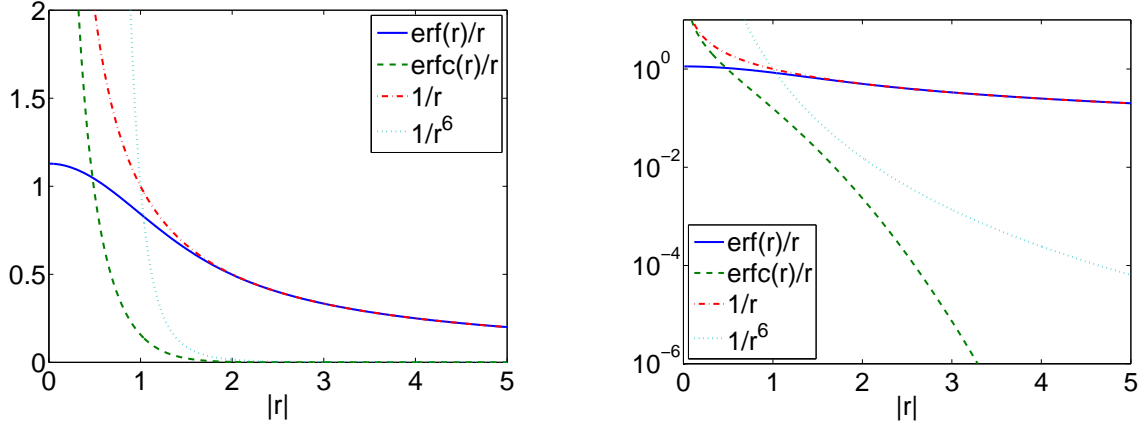 2
1.5
1
0.5
0
0 1 2 3 4 5
|r|
erf(r)/r
erfc(r)/r
1/r
1/r^6
10^0
10^-2
10^-4
10^-6
0 1 2 3 4 5
|r|
erf(r)/r
erfc(r)/r
1/r
1/r^6